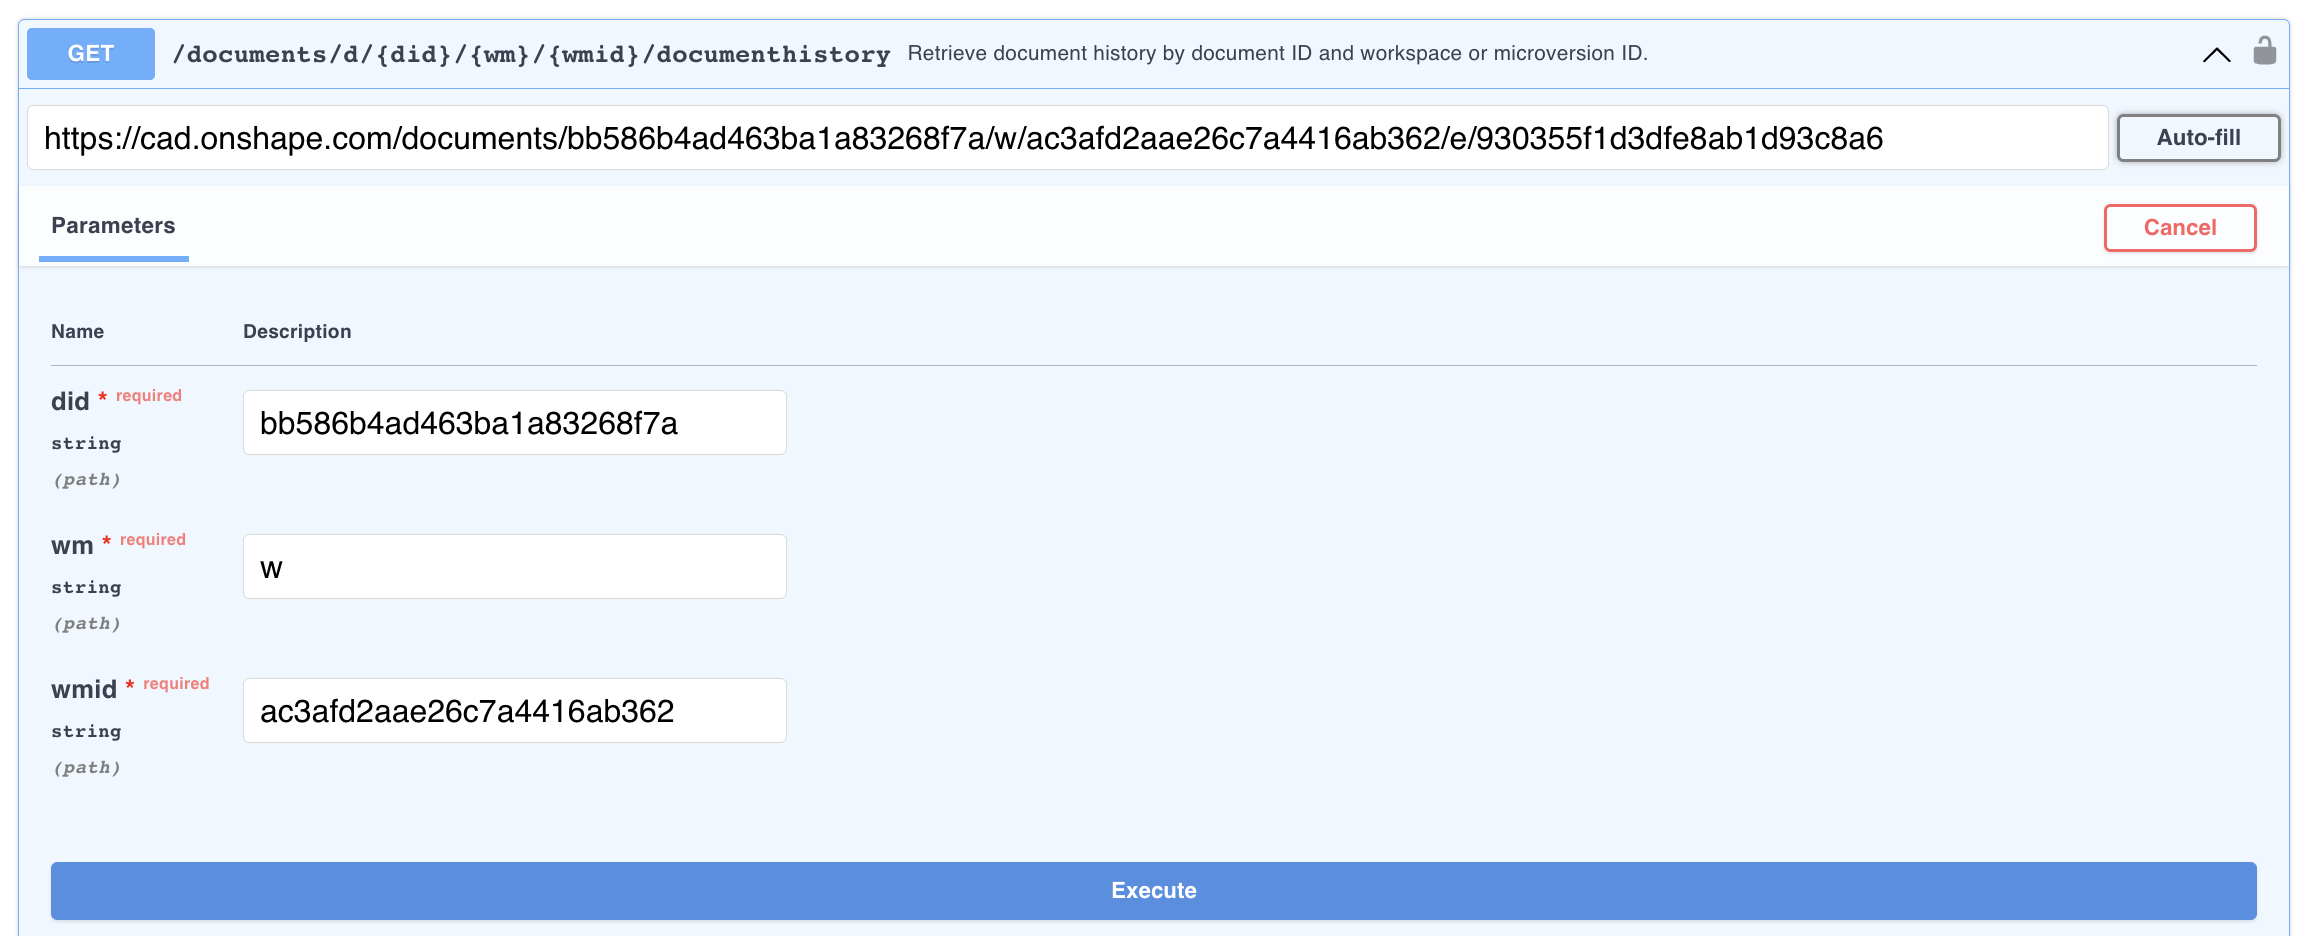 GET /documents/d/{did}/{wm}/{wmid}/documenthistory Retrieve document history by document ID and workspace or microversion ID.
https://cad.onshape.com/documents/bb586b4ad463ba1a83268f7a/w/ac3afd2aae26c7a4416ab362/e/930355f1d3dfe8ab1d93c8a6 Auto-fill
Parameters Cancel
Name Description
did * required bb586b4ad463ba1a83268f7a
string
(path)
wm * required w
string
(path)
wmid * required ac3afd2aae26c7a4416ab362
string
(path)
Execute